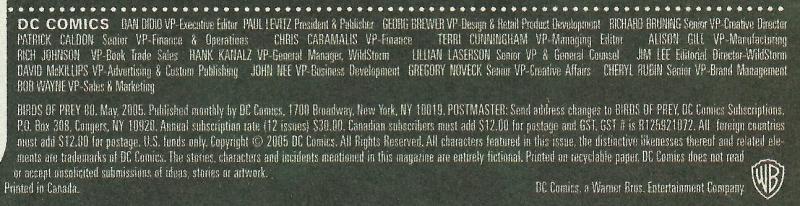 DC COMICS DAN DIDIO VP-Executive Editor PAUL LEVITZ President & Publisher GEORG BREWER VP-Design & Retail Product Development RICHARD BRUNING Senior VP-Creative Director
PATRICK CALDON Senior VP-Finance & Operations CHRIS CARAMALIS VP-Finance TERRI CUNNINGHAM VP-Managing Editor ALISON GILL VP-Manufacturing
RICH JOHNSON VP-Book Trade Sales HANK KANALZ VP-General Manager, WildStorm LILLIAN LASERSON Senior VP & General Counsel JIM LEE Editorial Director-WildStorm
DAVID McKILLIPS VP-Advertising & Custom Publishing JOHN NEE VP-Business Development GREGORY NOVECK Senior VP-Creative Affairs CHERYL RUBIN Senior VP-Brand Management
BOB WAYNE VP-Sales & Marketing
BIRDS OF PREY 80, May, 2005. Published monthly by DC Comics, 1700 Broadway, New York, NY 10019. POSTMASTER: Send address changes to BIRDS OF PREY, DC Comics Subscriptions,
P.O. Box 308, Congers, NY 10920. Annual subscription rate (12 issues) $30.00. Canadian subscribers must add $12.00 for postage and GST. GST # is R125921072. All foreign countries
must add $12.00 for postage. U.S. funds only. Copyright © 2005 DC Comics. All Rights Reserved. All characters featured in this issue, the distinctive likenesses thereof and related ele-
ments are trademarks of DC Comics. The stories, characters and incidents mentioned in this magazine are entirely fictional. Printed on recyclable paper. DC Comics does not read
or accept unsolicited submissions of ideas, stories or artwork.
Printed in Canada.
DC Comics, a Warner Bros. Entertainment Company
WB